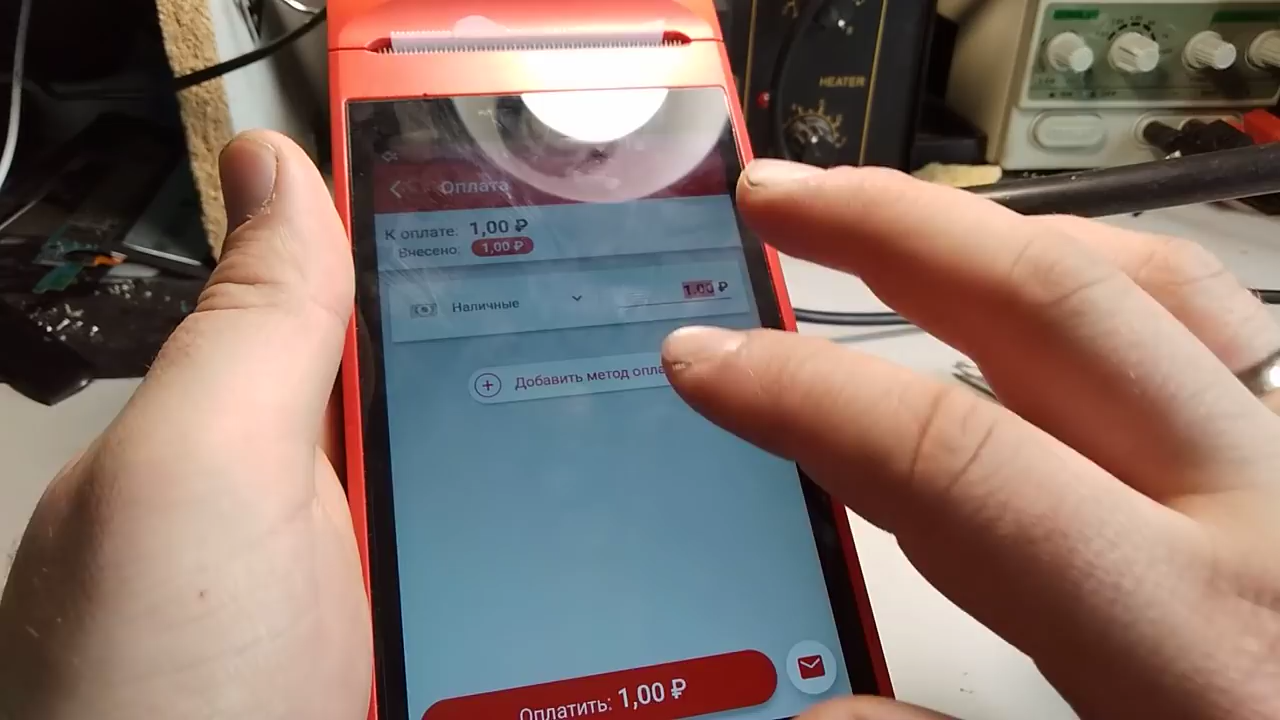 HEATER
Оплата
К оплате: 1,00 ₽
Внесено: 1,00 ₽
Наличные 1.00 ₽
Добавить метод опла
Оплатить: 1,00 ₽